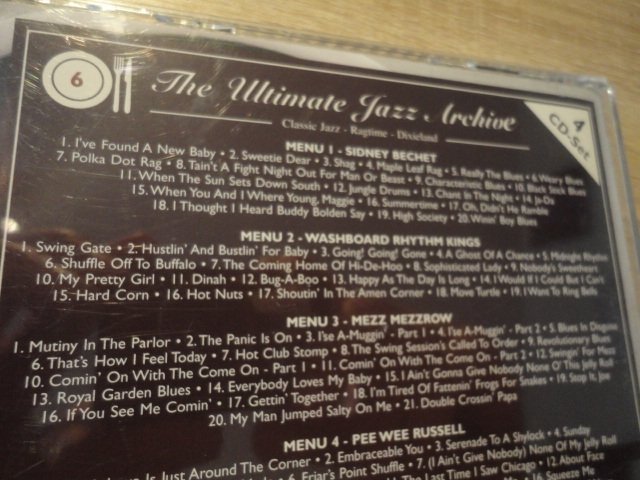 6
The Ultimate Jazz Archive
4
CD-Set
Classic Jazz - Ragtime - Dixieland
MENU 1 - SIDNEY BECHET
1. I've Found A New Baby • 2. Sweetie Dear • 3. Shag • 4. Maple Leaf Rag • 5. Really The Blues • 6. Weary Blues
7. Polka Dot Rag • 8. Tain't A Fight Night Out For Man Or Beast • 9. Characteristic Blues • 10. Black Stick Blues
11. When The Sun Sets Down South • 12. Jungle Drums • 13. Chant In The Night • 14. Ja-Da
15. When You And I Where Young, Maggie • 16. Summertime • 17. Oh, Didn't He Ramble
18. I Thought I Heard Buddy Bolden Say • 19. High Society • 20. Winin' Boy Blues
MENU 2 - WASHBOARD RHYTHM KINGS
1. Swing Gate • 2. Hustlin' And Bustlin' For Baby • 3. Going! Going! Gone • 4. A Ghost Of A Chance • 5. Midnight Rhythm
6. Shuffle Off To Buffalo • 7. The Coming Home Of Hi-De-Hoo • 8. Sophisticated Lady • 9. Nobody's Sweetheart
10. My Pretty Girl • 11. Dinah • 12. Bug-A-Boo • 13. Happy As The Day Is Long • 14. I Would If I Could But I Can't
15. Hard Corn • 16. Hot Nuts • 17. Shoutin' In The Amen Corner • 18. Move Turtle • 19. I Want To Ring Bells
MENU 3 - MEZZ MEZZROW
1. Mutiny In The Parlor • 2. The Panic Is On • 3. I'se A-Muggin' - Part 1 • 4. I'se A-Muggin' - Part 2 • 5. Blues In Disguise
6. That's How I Feel Today • 7. Hot Club Stomp • 8. The Swing Session's Called To Order • 9. Revolutionary Blues
10. Comin' On With The Come On - Part 1 • 11. Comin' On With The Come On - Part 2 • 12. Swingin' For Mezz
13. Royal Garden Blues • 14. Everybody Loves My Baby • 15. I Ain't Gonna Give Nobody None O' This Jelly Roll
16. If You See Me Comin' • 17. Gettin' Together • 18. I'm Tired Of Fattenin' Frogs For Snakes • 19. Stop It, Joe
20. My Man Jumped Salty On Me • 21. Double Crossin' Papa
MENU 4 - PEE WEE RUSSELL
Is Just Around The Corner • 2. Embraceable You • 3. Serenade To A Shylock • 4. Sunday
6. Friar's Point Shuffle • 7. (I Ain't Give Nobody) None Of My Jelly Roll
The Last Time I Saw Chicago • 12. About Face
16. Squeeze Me